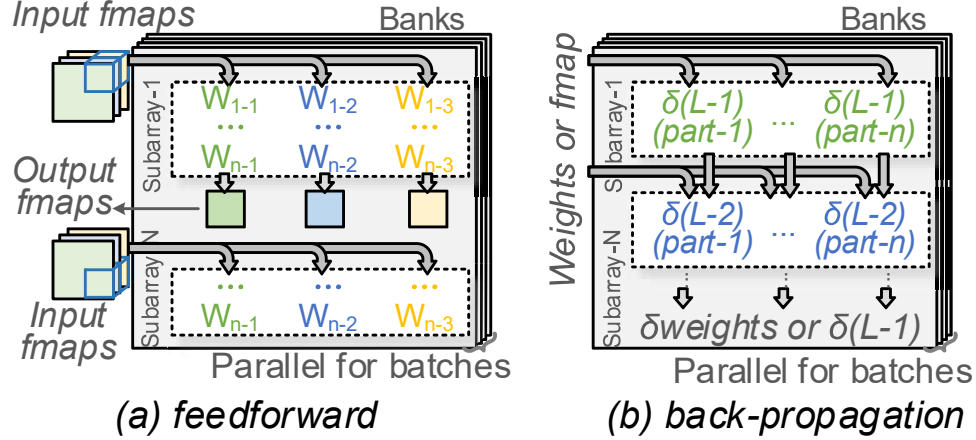 Input fmaps
Banks
Subarray-1
W1-1 W1-2 W1-3
... ... ...
Wn-1 Wn-2 Wn-3
Output
fmaps
Subarray-N
... ... ...
Wn-1 Wn-2 Wn-3
Input
fmaps
Parallel for batches
(a) feedforward
Banks
Weights or fmap
Subarray-1
δ(L-1) ... δ(L-1)
(part-1) (part-n)
Subarray-N
δ(L-2) ... δ(L-2)
(part-1) (part-n)
δweights or δ(L-1)
Parallel for batches
(b) back-propagation